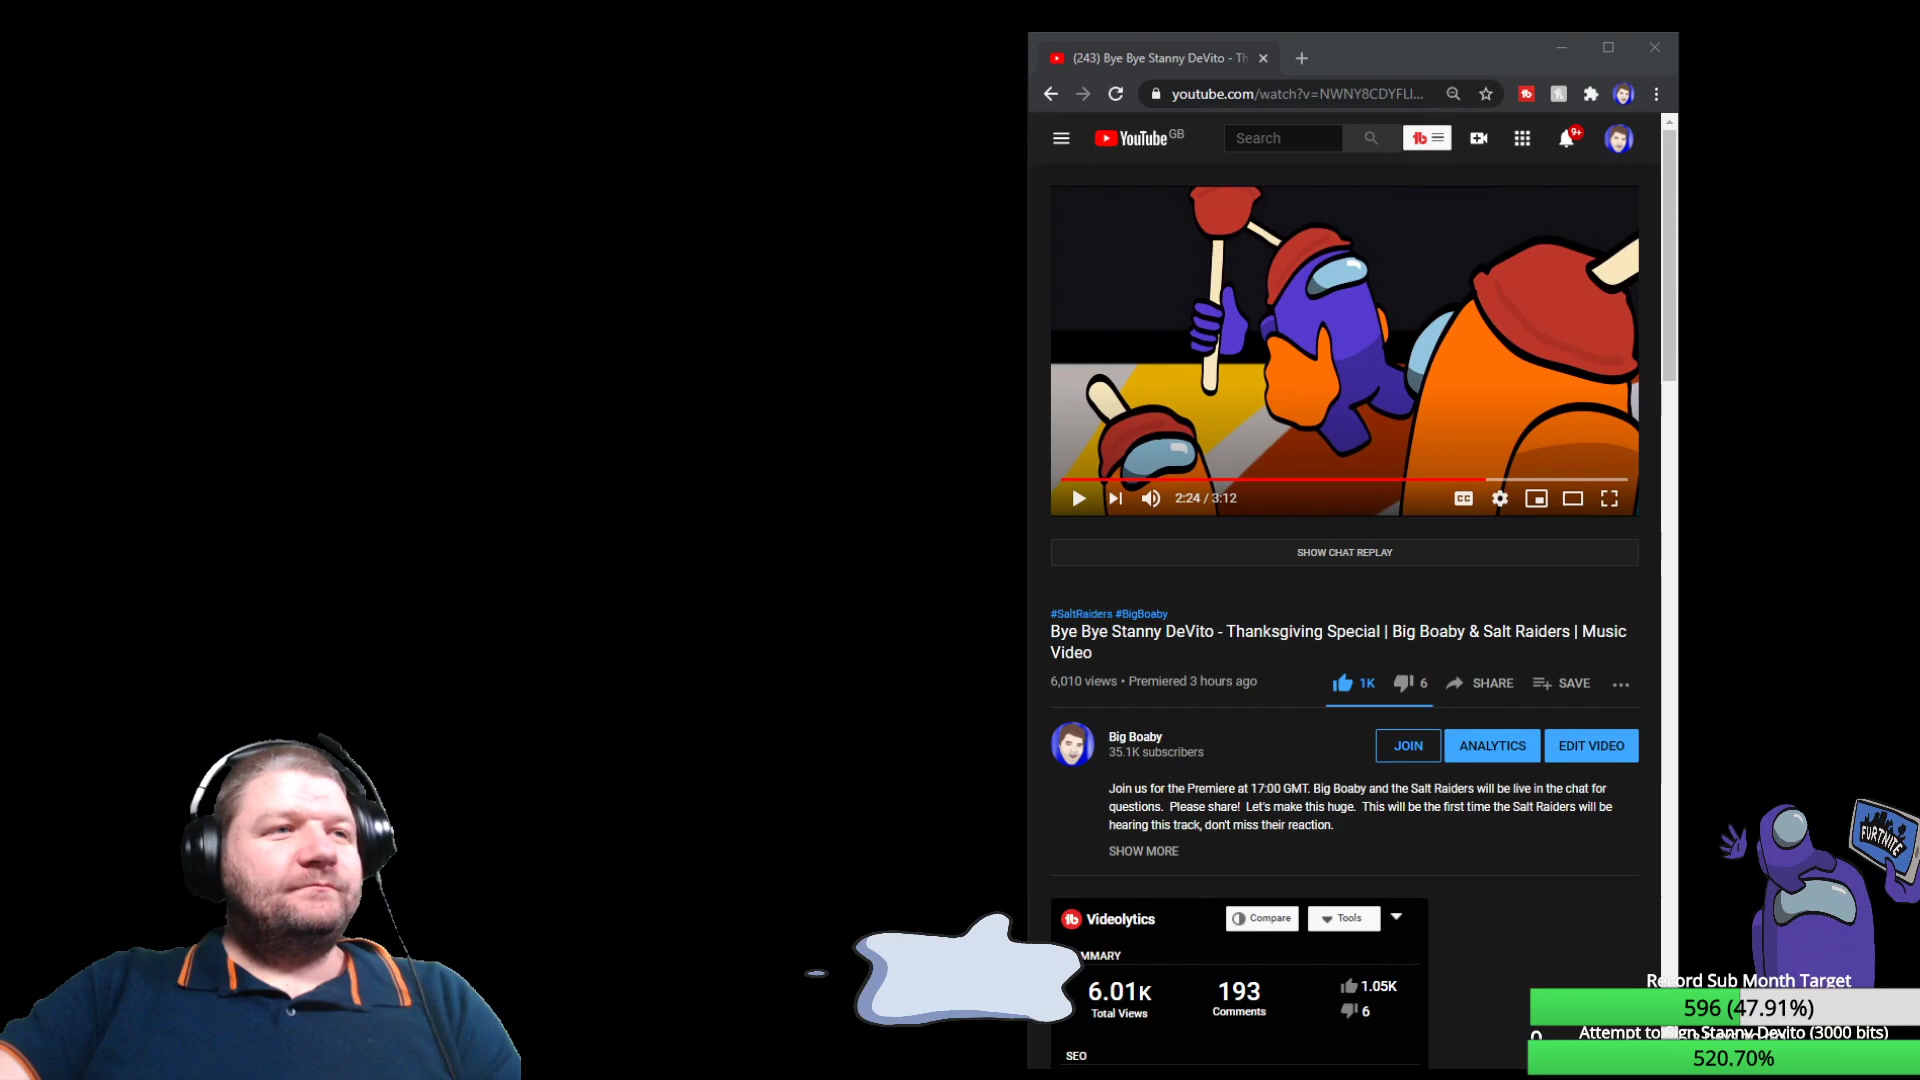 (243) Bye Bye Stanny DeVito - Th
youtube.com/watch?v=NWNY8CDYFLI...
YouTube GB
Search
9+
2:24 / 3:12
CC
SHOW CHAT REPLAY
#SaltRaiders #BigBoaby
Bye Bye Stanny DeVito - Thanksgiving Special | Big Boaby & Salt Raiders | Music
Video
6,010 views • Premiered 3 hours ago
1K
6
SHARE
SAVE
Big Boaby
35.1K subscribers
JOIN
ANALYTICS
EDIT VIDEO
Join us for the Premiere at 17:00 GMT. Big Boaby and the Salt Raiders will be live in the chat for
questions. Please share! Let's make this huge. This will be the first time the Salt Raiders will be
hearing this track, don't miss their reaction.
SHOW MORE
FURTNITE
tb Videolytics
Compare
Tools
MMARY
6.01K
Total Views
193
Comments
1.05K
6
SEO
Record Sub Month Target
596 (47.91%)
0
Attempt to Sign Stanny Devito (3000 bits)
520.70%